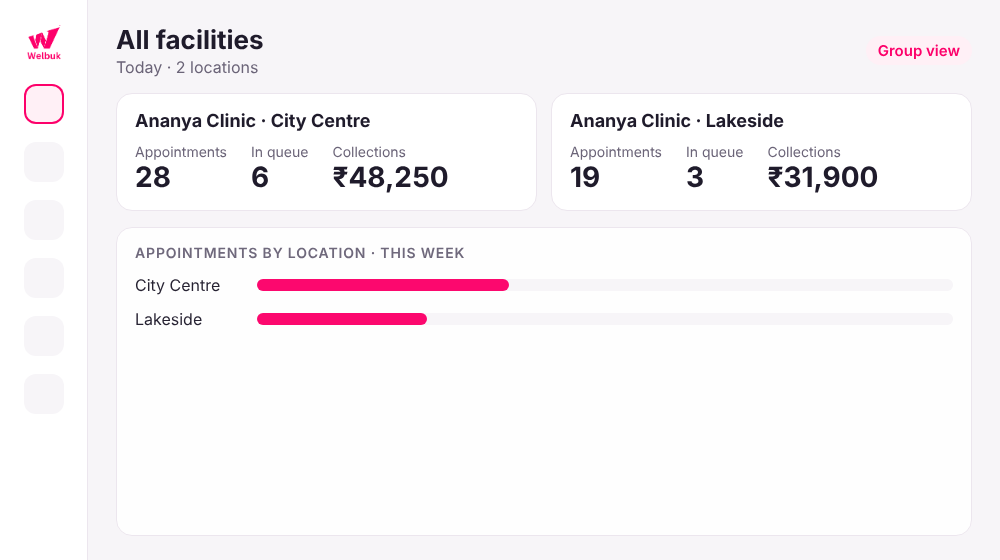 Welbuk
All facilities
Today · 2 locations
Group view
Ananya Clinic · City Centre
Appointments In queue Collections
28 6 ₹48,250
Ananya Clinic · Lakeside
Appointments In queue Collections
19 3 ₹31,900
APPOINTMENTS BY LOCATION · THIS WEEK
City Centre
Lakeside